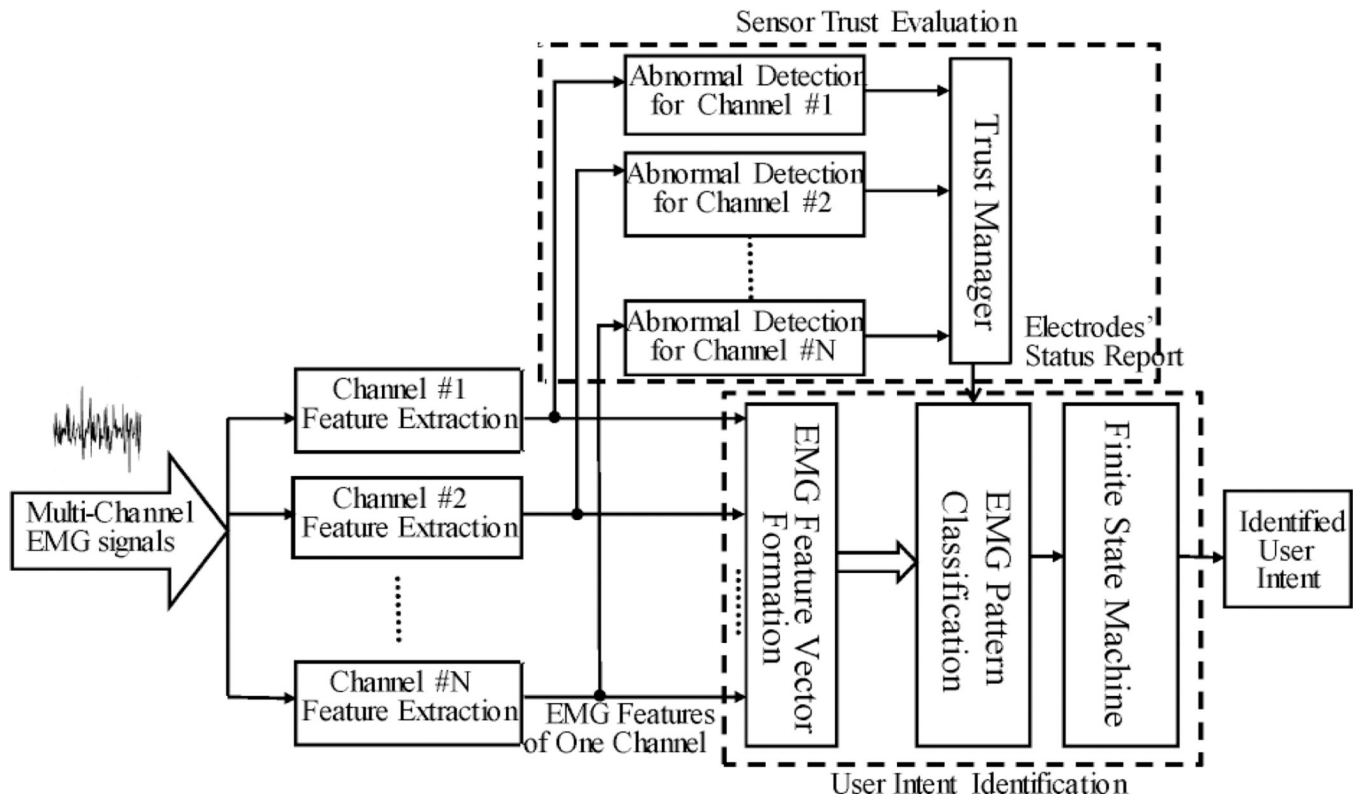 Sensor Trust Evaluation
Abnormal Detection
for Channel #1
Abnormal Detection
for Channel #2
Abnormal Detection
for Channel #N
Trust Manager
Electrodes’
Status Report
Channel #1
Feature Extraction
Channel #2
Feature Extraction
Channel #N
Feature Extraction
Multi-Channel
EMG signals
EMG Features
of One Channel
EMG Feature Vector
Formation
EMG Pattern
Classification
Finite State Machine
Identified
User
Intent
User Intent Identification